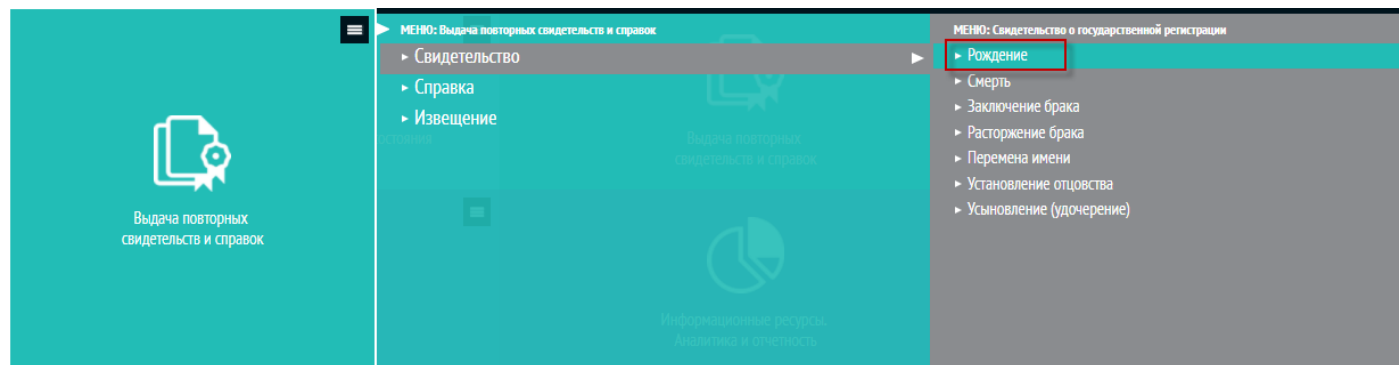 Выдача повторных
свидетельств и справок
МЕНЮ: Выдача повторных свидетельств и справок
▸ Свидетельство
▸ Справка
▸ Извещение
остояния
Выдача повторных
свидетельств и справок
Информационные ресурсы.
Аналитика и отчетность
МЕНЮ: Свидетельство о государственной регистрации
▸ Рождение
▸ Смерть
▸ Заключение брака
▸ Расторжение брака
▸ Перемена имени
▸ Установление отцовства
▸ Усыновление (удочерение)